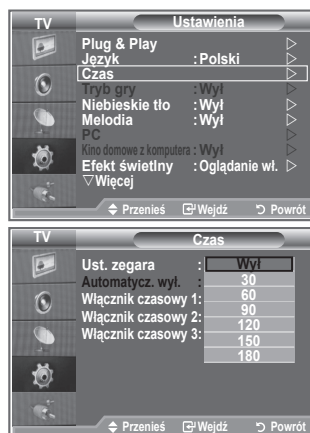 TV Ustawienia
Plug & Play
Język : Polski
Czas
Tryb gry : Wył
Niebieskie tło : Wył
Melodia : Wył
PC
Kino domowe z komputera : Wył
Efekt świetlny : Oglądanie wł.
▽Więcej
Przenieś Wejdź Powrót
TV Czas
Ust. zegara : Wył
Automatycz. wył. : 30
Włącznik czasowy 1: 60
90
Włącznik czasowy 2: 120
Włącznik czasowy 3: 150
180
Przenieś Wejdź Powrót